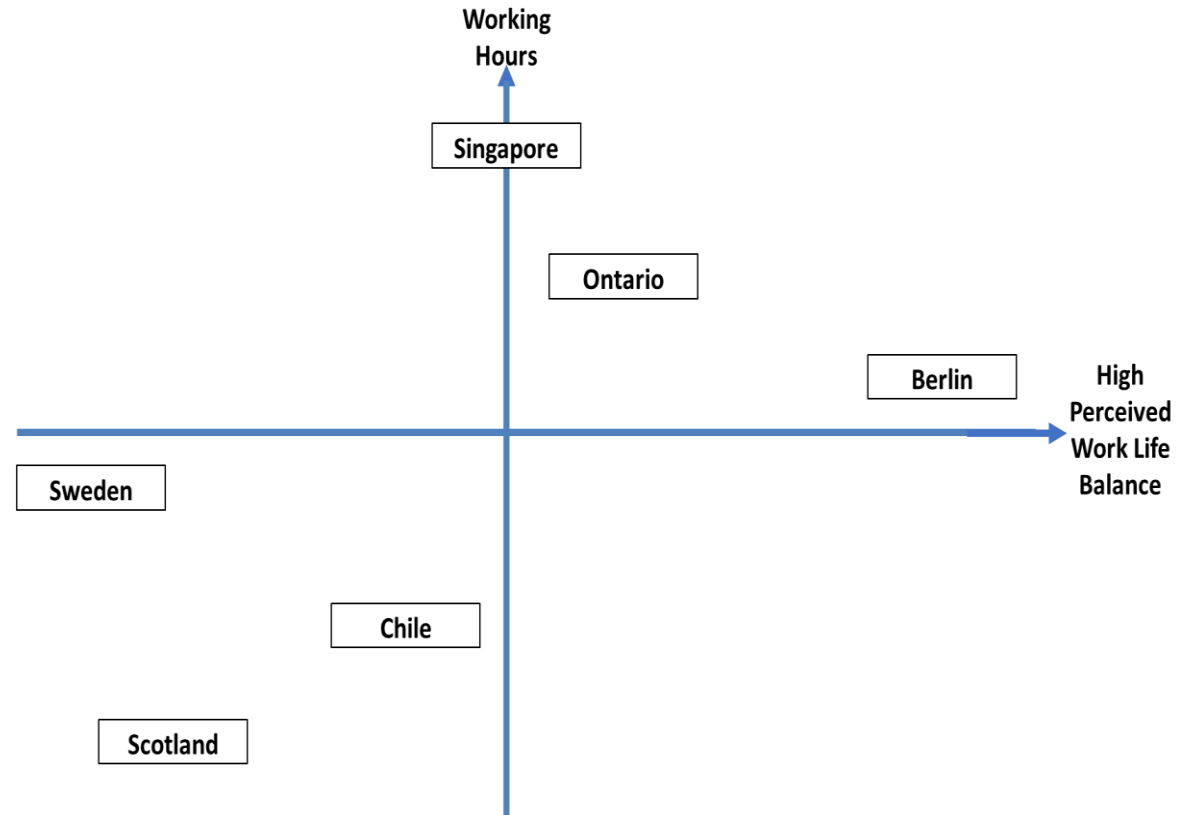 Working
Hours
Singapore
Ontario
Berlin
High
Perceived
Work Life
Balance
Sweden
Chile
Scotland